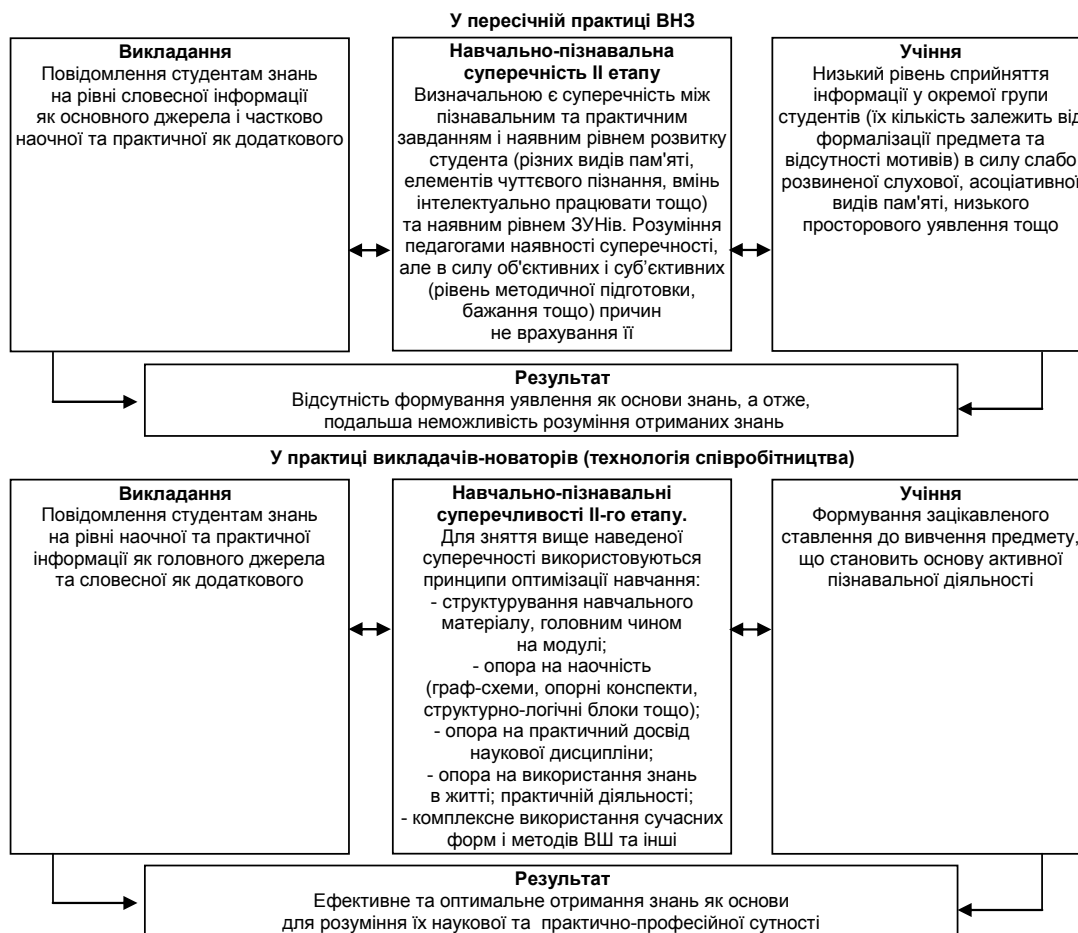 У пересічній практиці ВНЗ
Викладання
Повідомлення студентам знань
на рівні словесної інформації
як основного джерела і частково
наочної та практичної як додаткового
Навчально-пізнавальна
суперечність ІІ етапу
Визначальною є суперечність між
пізнавальним та практичним
завданням і наявним рівнем розвитку
студента (різних видів пам'яті,
елементів чуттєвого пізнання, вмінь
інтелектуально працювати тощо)
та наявним рівнем ЗУНів. Розуміння
педагогами наявності суперечності,
але в силу об'єктивних і суб’єктивних
(рівень методичної підготовки,
бажання тощо) причин
не врахування її
Учіння
Низький рівень сприйняття
інформації у окремої групи
студентів (їх кількість залежить від
формалізації предмета та
відсутності мотивів) в силу слабо
розвиненої слухової, асоціативної
видів пам'яті, низького
просторового уявлення тощо
Результат
Відсутність формування уявлення як основи знань, а отже,
подальша неможливість розуміння отриманих знань
У практиці викладачів-новаторів (технологія співробітництва)
Викладання
Повідомлення студентам знань
на рівні наочної та практичної
інформації як головного джерела
та словесної як додаткового
Навчально-пізнавальні
суперечливості ІІ-го етапу.
Для зняття вище наведеної
суперечності використовуються
принципи оптимізації навчання:
- структурування навчального
матеріалу, головним чином
на модулі;
- опора на наочність
(граф-схеми, опорні конспекти,
структурно-логічні блоки тощо);
- опора на практичний досвід
наукової дисципліни;
- опора на використання знань
в житті; практичній діяльності;
- комплексне використання сучасних
форм і методів ВШ та інші
Учіння
Формування зацікавленого
ставлення до вивчення предмету,
що становить основу активної
пізнавальної діяльності
Результат
Ефективне та оптимальне отримання знань як основи
для розуміння їх наукової та практично-професійної сутності